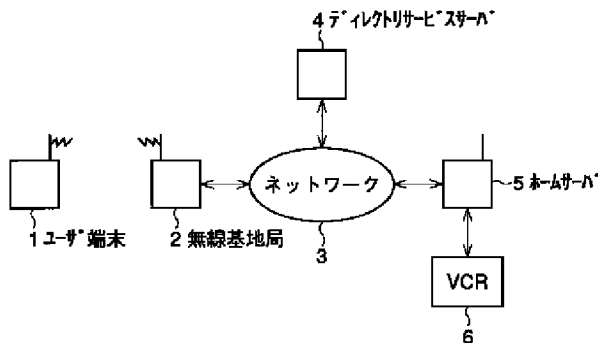 4 ディレクトリサービスサーバ
ネットワーク
5 ホームサーバ
1 ユーザ端末
2 無線基地局
3
VCR
6